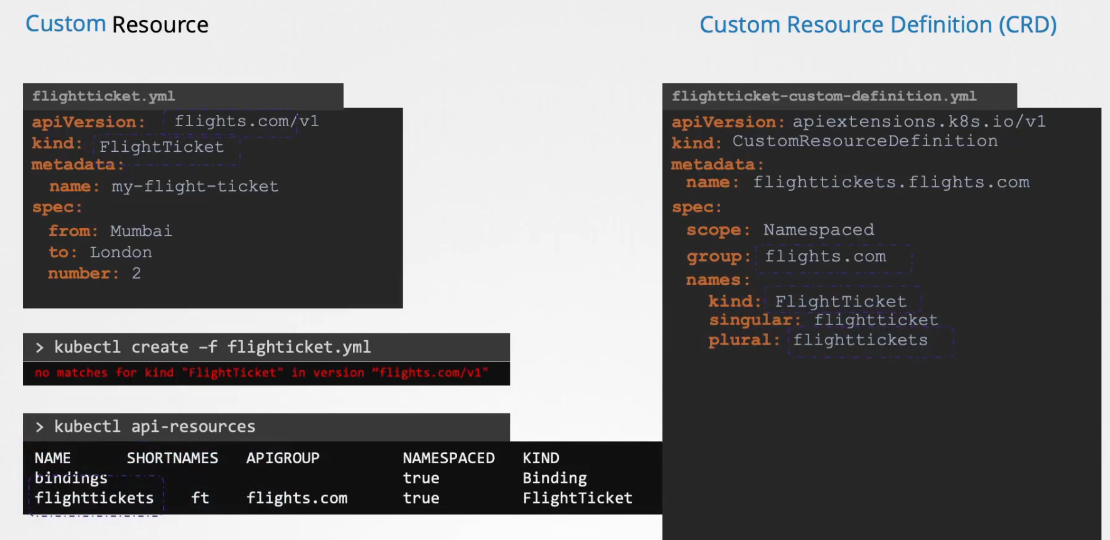 Custom Resource
Custom Resource Definition (CRD)
flightticket.yml
apiVersion: flights.com/v1
kind: FlightTicket
metadata:
name: my-flight-ticket
spec:
from: Mumbai
to: London
number: 2
> kubectl create –f flighticket.yml
no matches for kind "FlightTicket" in version "flights.com/v1"
> kubectl api-resources
NAME SHORTNAMES APIGROUP NAMESPACED KIND
bindings true Binding
flighttickets ft flights.com true FlightTicket
flightticket-custom-definition.yml
apiVersion: apiextensions.k8s.io/v1
kind: CustomResourceDefinition
metadata:
name: flighttickets.flights.com
spec:
scope: Namespaced
group: flights.com
names:
kind: FlightTicket
singular: flightticket
plural: flighttickets